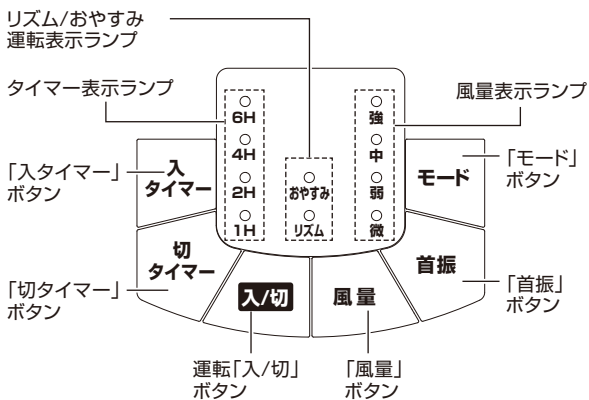 リズム/おやすみ
運転表示ランプ
タイマー表示ランプ
風量表示ランプ
6H
強
4H
中
2H
おやすみ
弱
1H
リズム
微
「入タイマー」
ボタン
入
タイマー
モード
「モード」
ボタン
切
タイマー
首振
「切タイマー」
ボタン
入/切
風量
「首振」
ボタン
運転「入/切」
ボタン
「風量」
ボタン